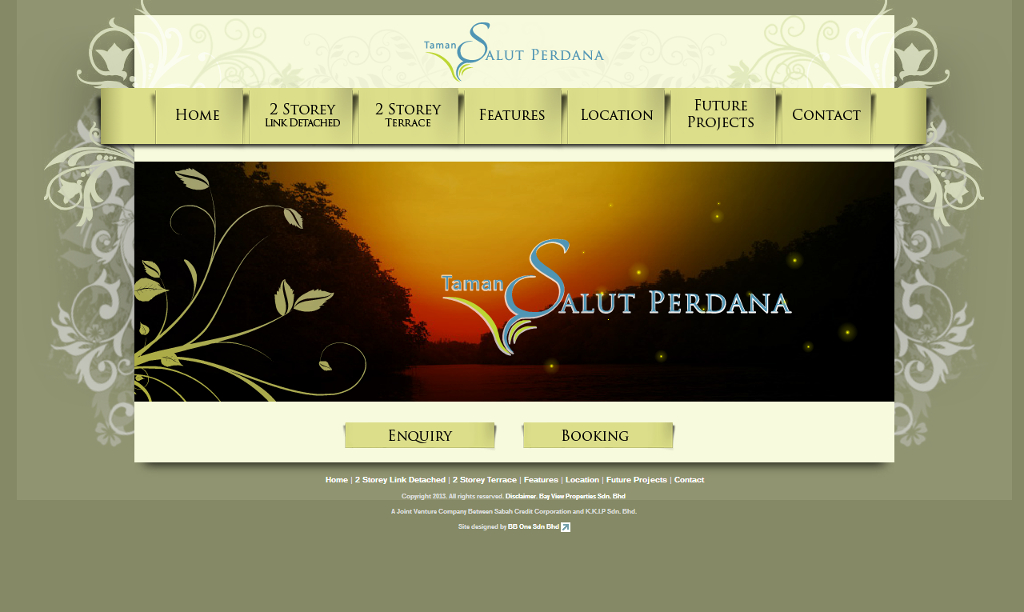 Taman Salut Perdana
Home
2 Storey
Link Detached
2 Storey
Terrace
Features
Location
Future
Projects
Contact
Taman Salut Perdana
Enquiry
Booking
Home | 2 Storey Link Detached | 2 Storey Terrace | Features | Location | Future Projects | Contact
Copyright 2013. All rights reserved. Disclaimer. Bay View Properties Sdn. Bhd
A Joint Venture Company Between Sabah Credit Corporation and K.K.I.P Sdn. Bhd.
Site designed by BB One Sdn Bhd